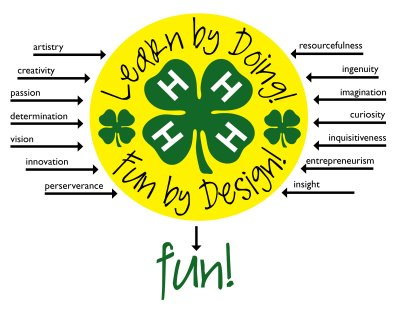 Learn by Doing!
artistry
creativity
passion
determination
vision
innovation
perserverance
H H
H H
resourcefulness
ingenuity
imagination
curiosity
inquisitiveness
entrepreneurism
insight
Fun by Design!
fun!